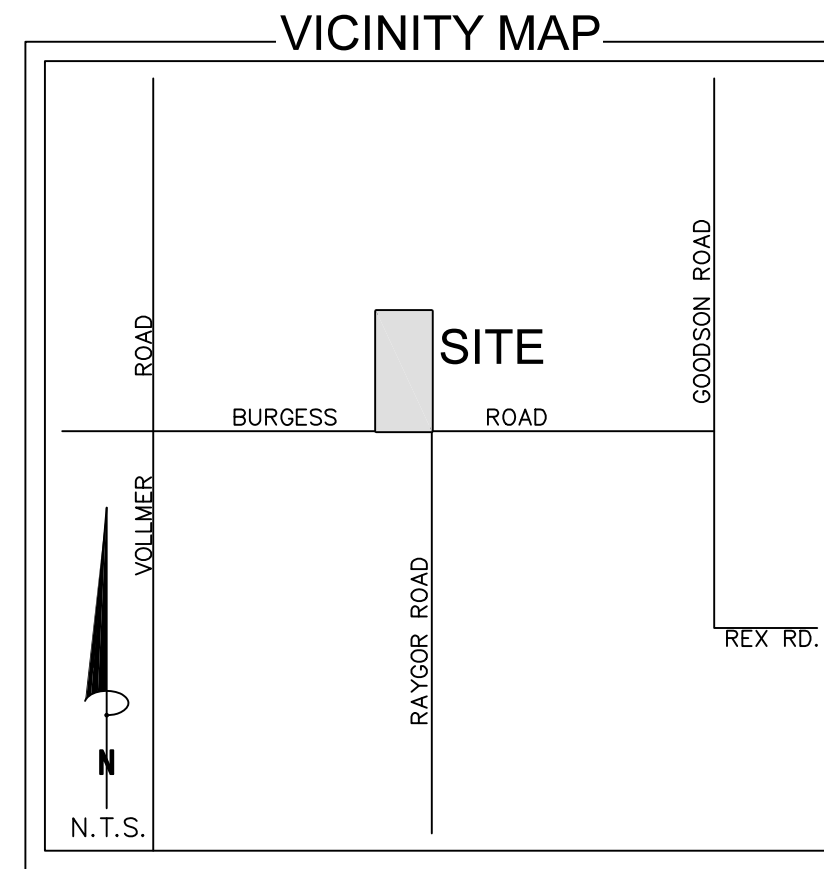 VICINITY MAP
GOODSON ROAD
ROAD
SITE
BURGESS
ROAD
VOLLMER
RAYGOR ROAD
REX RD.
N
N.T.S.